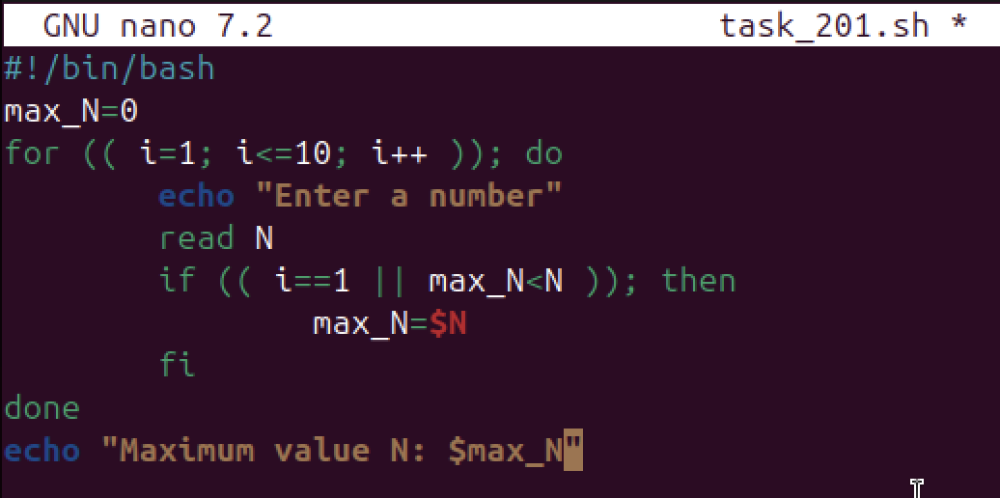 GNU nano 7.2 task_201.sh *
#!/bin/bash
max_N=0
for (( i=1; i<=10; i++ )); do
        echo "Enter a number"
        read N
        if (( i==1 || max_N<N )); then
                max_N=$N
        fi
done
echo "Maximum value N: $max_N"